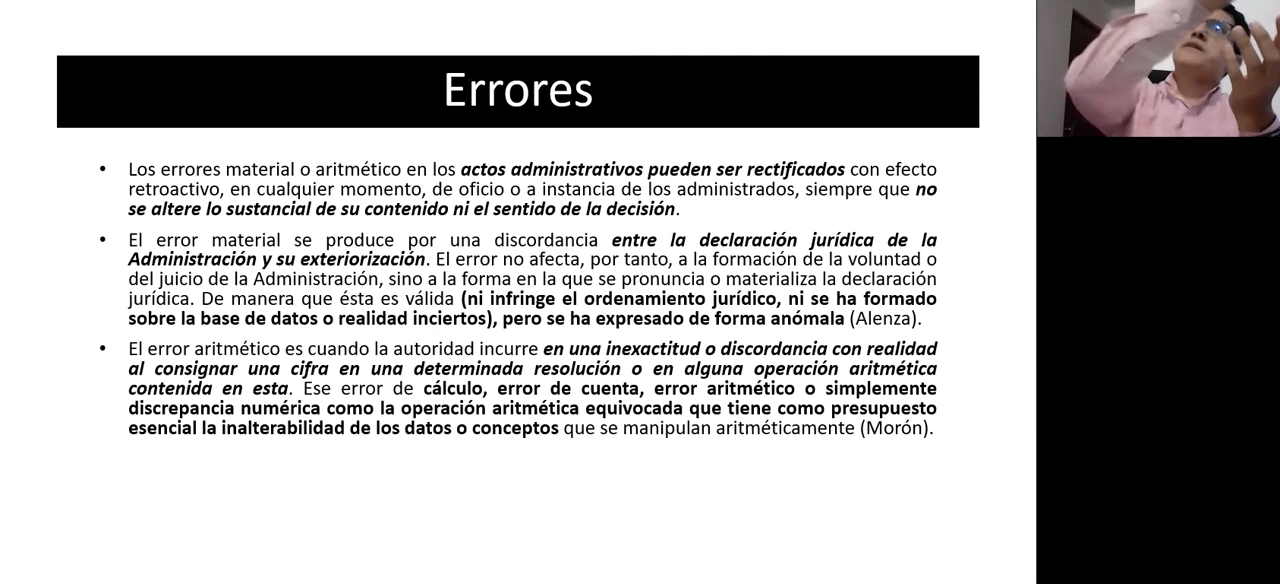 Errores
• Los errores material o aritmético en los actos administrativos pueden ser rectificados con efecto
retroactivo, en cualquier momento, de oficio o a instancia de los administrados, siempre que no
se altere lo sustancial de su contenido ni el sentido de la decisión.
• El error material se produce por una discordancia entre la declaración jurídica de la
Administración y su exteriorización. El error no afecta, por tanto, a la formación de la voluntad o
del juicio de la Administración, sino a la forma en la que se pronuncia o materializa la declaración
jurídica. De manera que ésta es válida (ni infringe el ordenamiento jurídico, ni se ha formado
sobre la base de datos o realidad inciertos), pero se ha expresado de forma anómala (Alenza).
• El error aritmético es cuando la autoridad incurre en una inexactitud o discordancia con realidad
al consignar una cifra en una determinada resolución o en alguna operación aritmética
contenida en esta. Ese error de cálculo, error de cuenta, error aritmético o simplemente
discrepancia numérica como la operación aritmética equivocada que tiene como presupuesto
esencial la inalterabilidad de los datos o conceptos que se manipulan aritméticamente (Morón).